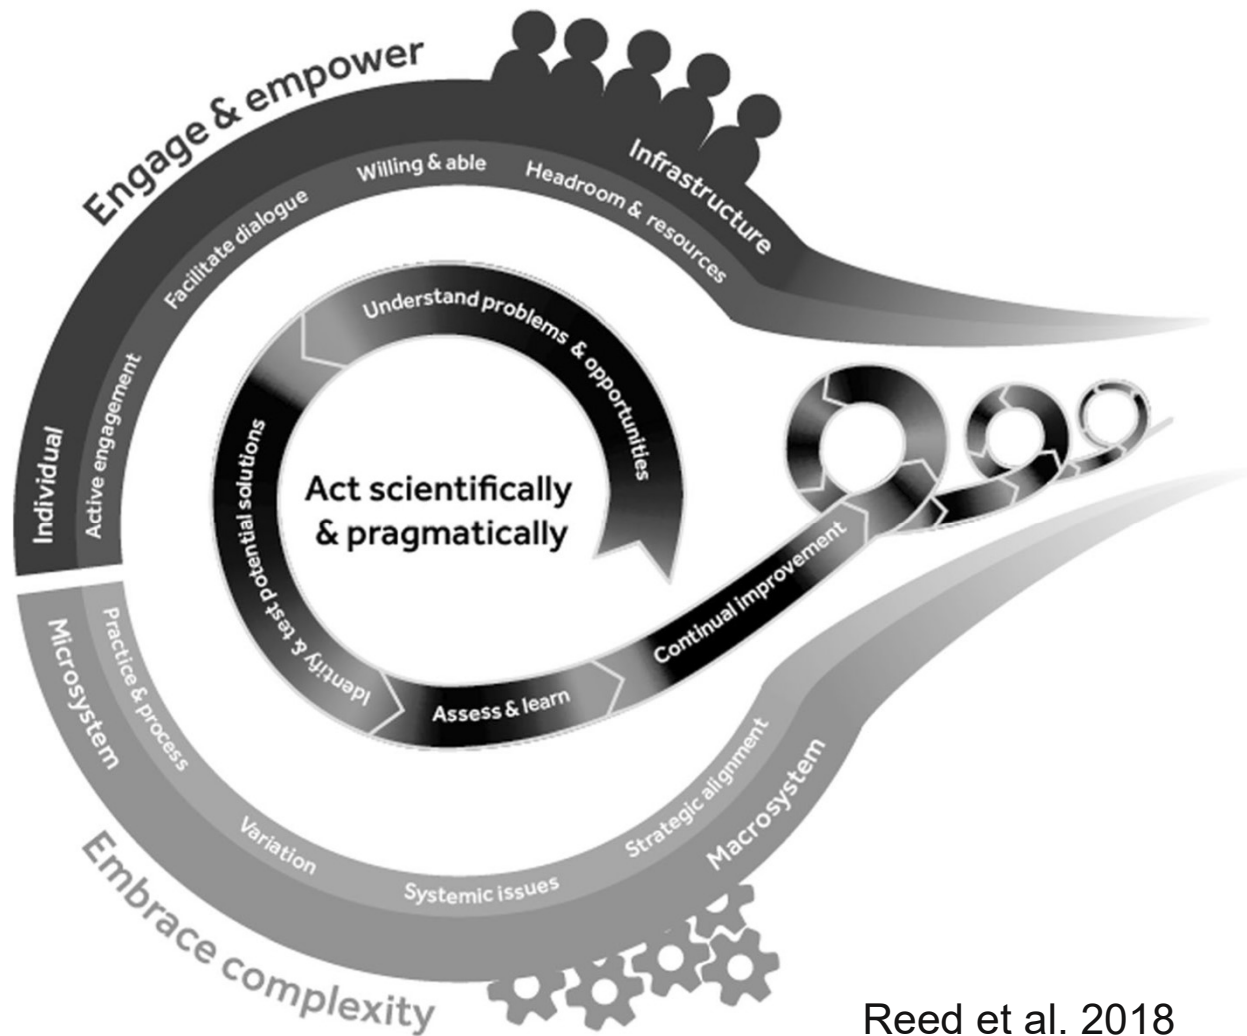 Engage & empower
Infrastructure
Individual
Active engagement
Facilitate dialogue
Willing & able
Headroom & resources
Understand problems & opportunities
Identify & test potential solutions
Assess & learn
Continual improvement
Act scientifically
& pragmatically
Microsystem
Practice & process
Variation
Systemic issues
Strategic alignment
Macrosystem
Embrace complexity
Reed et al. 2018